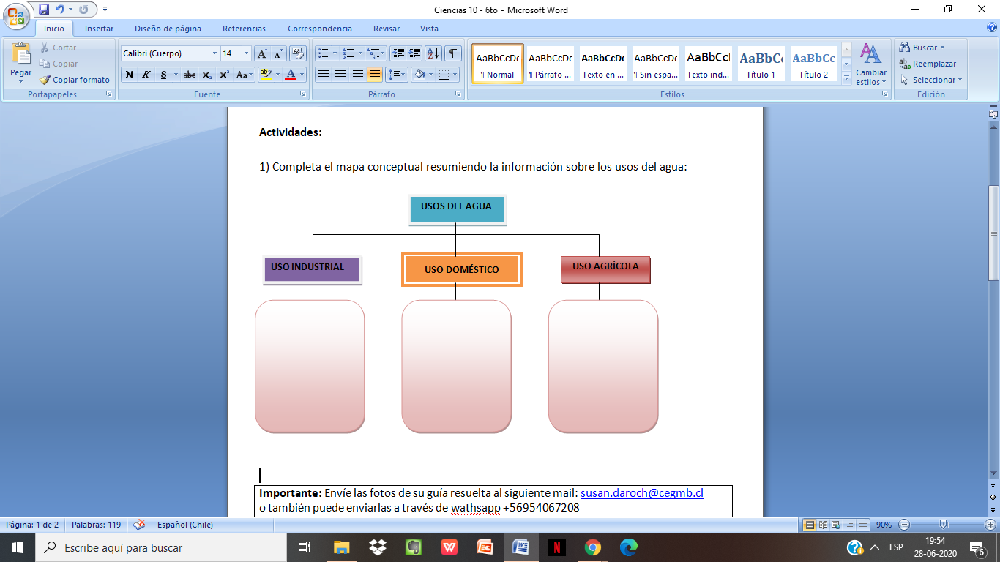 Ciencias 10 - 6to - Microsoft Word
Inicio Insertar Diseño de página Referencias Correspondencia Revisar Vista
Pegar
Cortar
Copiar
Copiar formato
Portapapeles
Calibri (Cuerpo) 14
N K S abc x₂ x² Aa
Fuente
Párrafo
AaBbCcDc AaBbCcDc AaBbCcDc AaBbCcDc AaBbCcI AaBbC AaBbCc
¶ Normal ¶ Párrafo ... Texto en ... ¶ Sin espa... Texto ind... Título 1 Título 2
Cambiar estilos
Estilos
Buscar
Reemplazar
Seleccionar
Edición
Actividades:
1) Completa el mapa conceptual resumiendo la información sobre los usos del agua:
USOS DEL AGUA
USO INDUSTRIAL USO DOMÉSTICO USO AGRÍCOLA
Importante: Envíe las fotos de su guía resuelta al siguiente mail: susan.daroch@cegmb.cl
o también puede enviarlas a través de wathsapp +56954067208
Página: 1 de 2 Palabras: 119 Español (Chile) 90%
Escribe aquí para buscar
ESP
19:54
28-06-2020
6